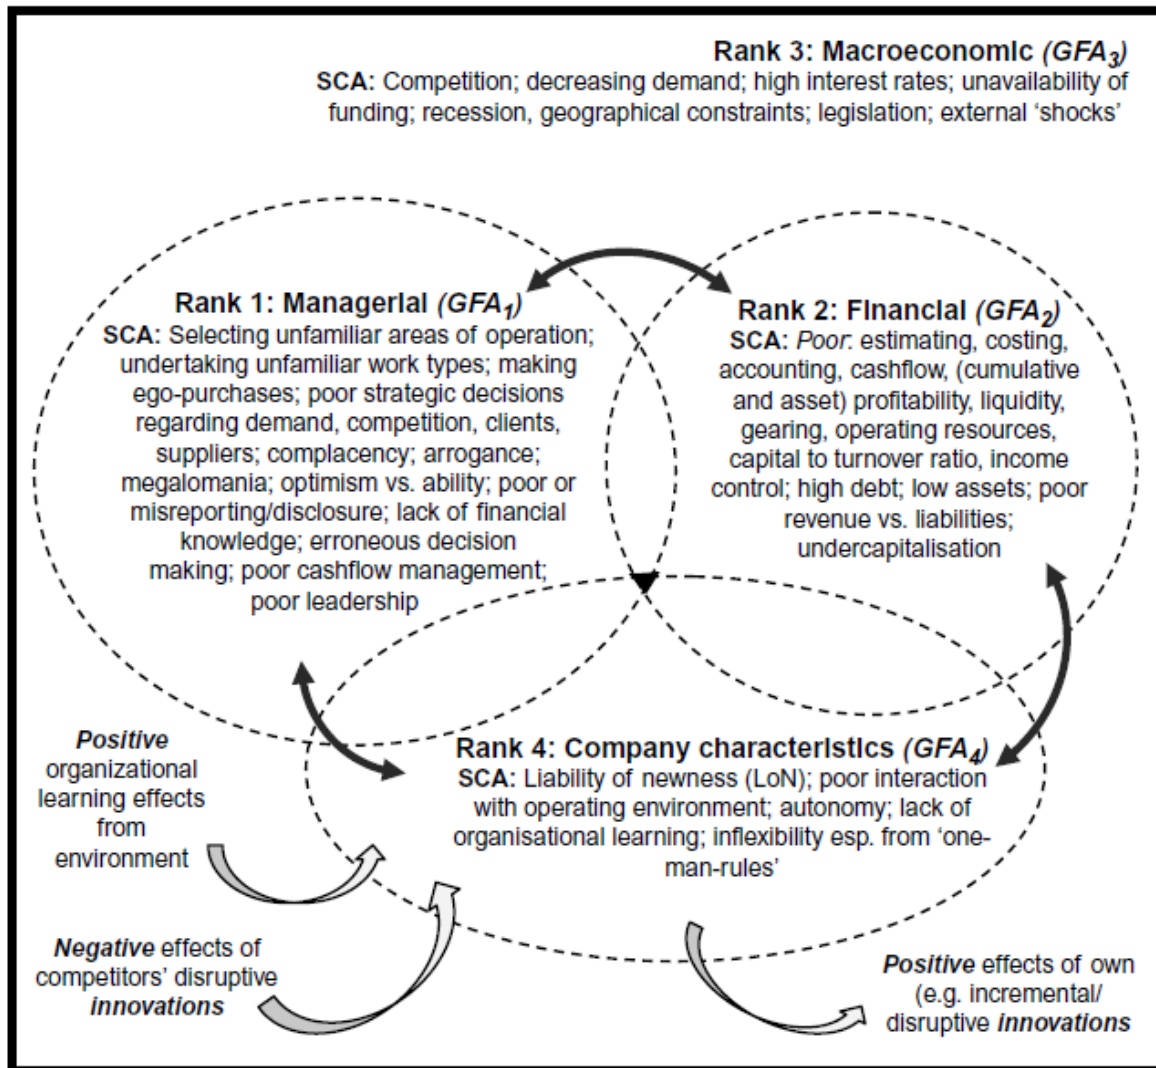 Rank 3: Macroeconomic (GFA3)
SCA: Competition; decreasing demand; high interest rates; unavailability of
funding; recession, geographical constraints; legislation; external ‘shocks’
Rank 1: Managerial (GFA1)
SCA: Selecting unfamiliar areas of operation;
undertaking unfamiliar work types; making
ego-purchases; poor strategic decisions
regarding demand, competition, clients,
suppliers; complacency; arrogance;
megalomania; optimism vs. ability; poor or
misreporting/disclosure; lack of financial
knowledge; erroneous decision
making; poor cashflow management;
poor leadership
Rank 2: Financial (GFA2)
SCA: Poor: estimating, costing,
accounting, cashflow, (cumulative
and asset) profitability, liquidity,
gearing, operating resources,
capital to turnover ratio, income
control; high debt; low assets; poor
revenue vs. liabilities;
undercapitalisation
Rank 4: Company characteristics (GFA4)
SCA: Liability of newness (LoN); poor interaction
with operating environment; autonomy; lack of
organisational learning; inflexibility esp. from ‘one-
man-rules’
Positive
organizational
learning effects
from
environment
Negative effects of
competitors’ disruptive
innovations
Positive effects of own
(e.g. incremental/
disruptive innovations